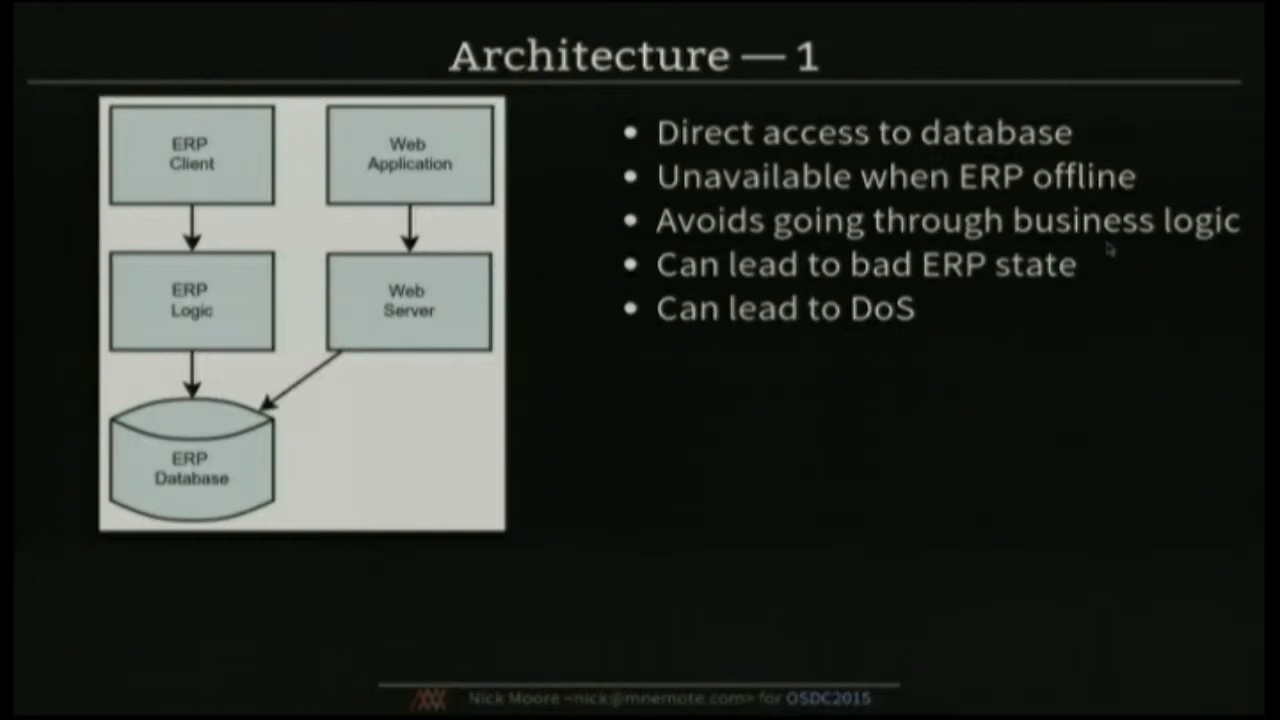 Architecture — 1
ERP
Client
Web
Application
ERP
Logic
Web
Server
ERP
Database
• Direct access to database
• Unavailable when ERP offline
• Avoids going through business logic
• Can lead to bad ERP state
• Can lead to DoS
Nick Moore <nick@mnemote.com> for OSDC2015